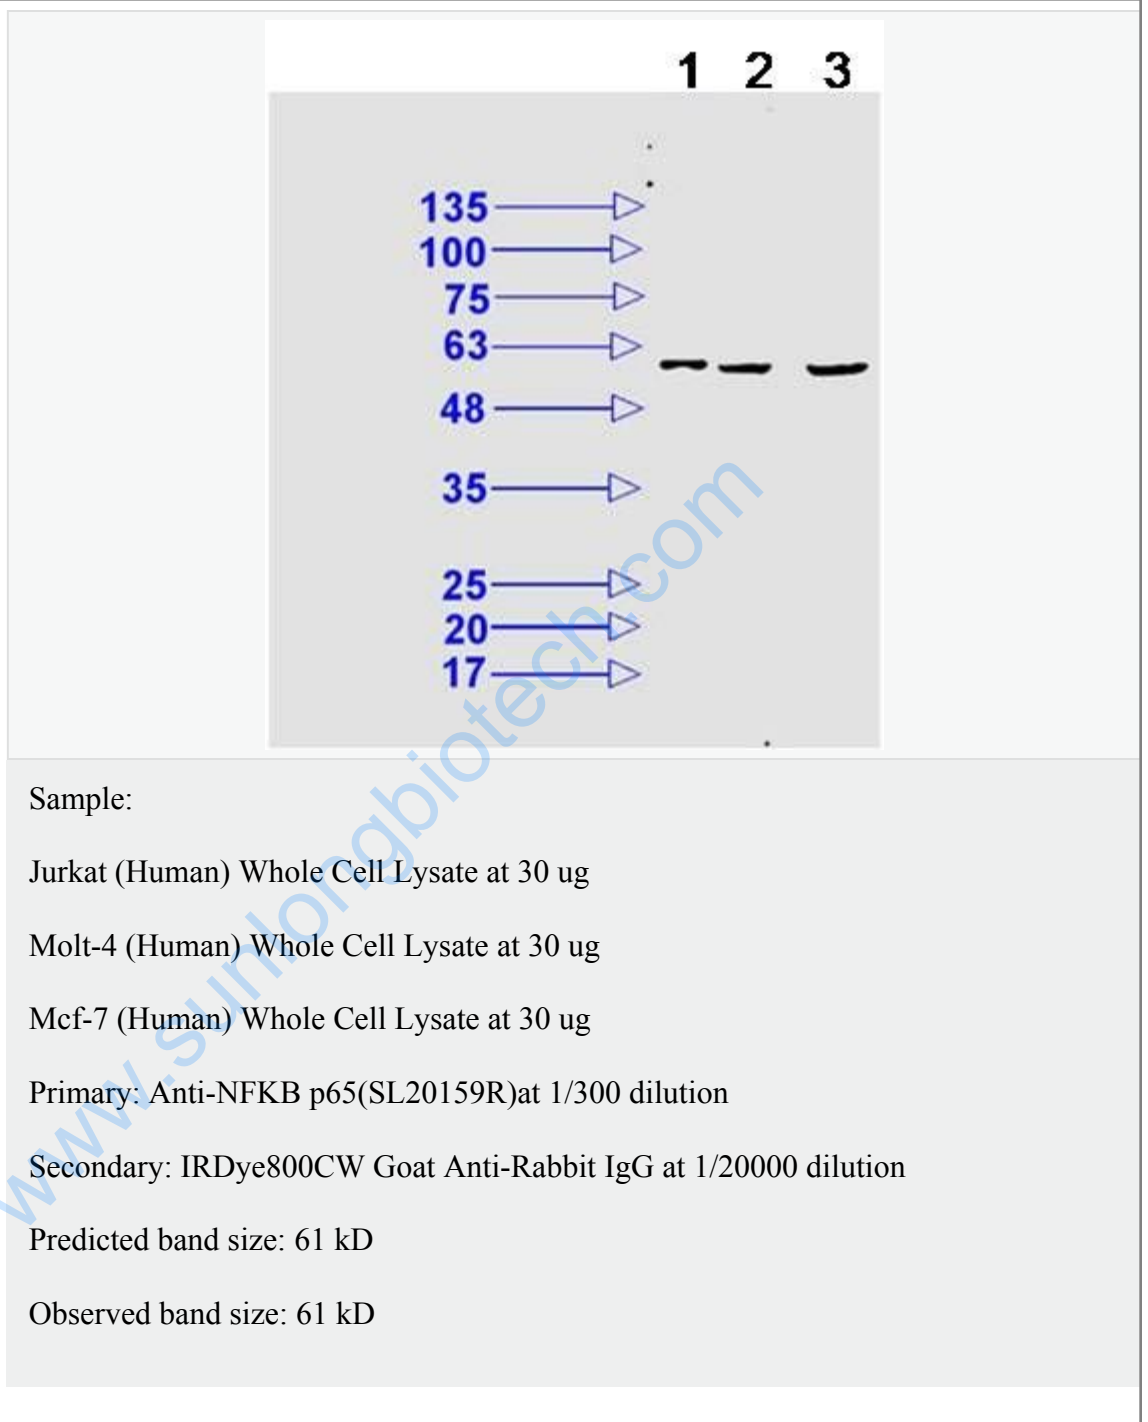 1 2 3
135
100
75
63
48
35
25
20
17
Sample:
Jurkat (Human) Whole Cell Lysate at 30 ug
Molt-4 (Human) Whole Cell Lysate at 30 ug
Mcf-7 (Human) Whole Cell Lysate at 30 ug
Primary: Anti-NFKB p65(SL20159R)at 1/300 dilution
Secondary: IRDye800CW Goat Anti-Rabbit IgG at 1/20000 dilution
Predicted band size: 61 kD
Observed band size: 61 kD
www.sunlongbiotech.com